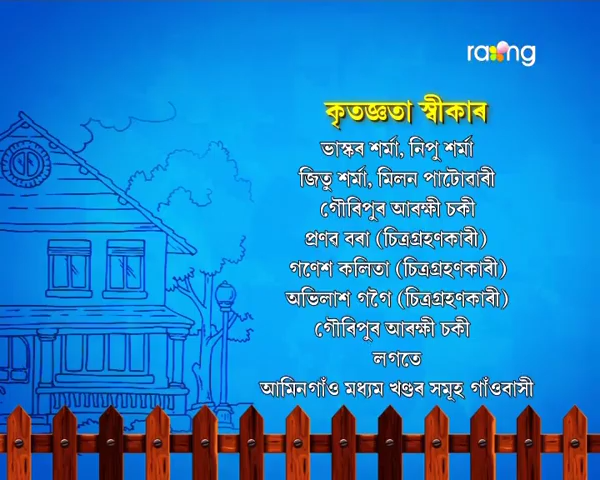 rang
কৃতজ্ঞতা স্বীকাৰ
ভাস্কৰ শৰ্মা, নিপু শৰ্মা
জিতু শৰ্মা, মিলন পাটোৱাৰী
গৌৰিপুৰ আৰক্ষী চকী
প্ৰণব বৰা (চিত্ৰগ্ৰহণকাৰী)
গণেশ কলিতা (চিত্ৰগ্ৰহণকাৰী)
অভিলাশ গগৈ (চিত্ৰগ্ৰহণকাৰী)
গৌৰিপুৰ আৰক্ষী চকী
লগতে
আমিনগাঁও মধ্যম খণ্ডৰ সমূহ গাঁওবাসী